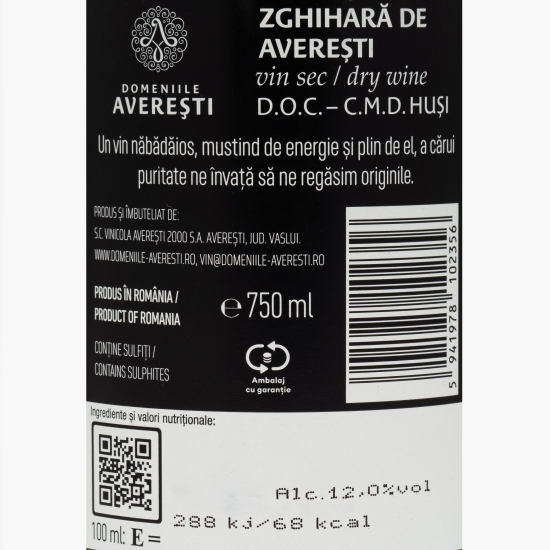 DOMENIILE
AVEREȘTI
ZGHIHARĂ DE
AVEREȘTI
vin sec / dry wine
D.O.C. – C.M.D. HUȘI
Un vin năbădăios, mustind de energie și plin de el, a cărui
puritate ne învață să ne regăsim originile.
PRODUS ȘI ÎMBUTELIAT DE:
S.C. VINICOLA AVEREȘTI 2000 S.A. AVEREȘTI, JUD. VASLUI.
WWW.DOMENIILE-AVERESTI.RO, VIN@DOMENIILE-AVERESTI.RO
PRODUS ÎN ROMÂNIA /
PRODUCT OF ROMANIA
℮ 750 ml
CONȚINE SULFIȚI /
CONTAINS SULPHITES
Ambalaj
cu garanție
5 941978 102356
Ingrediente și valori nutriționale:
Alc.12,0%vol
100 ml: E =
288 kj/68 kcal